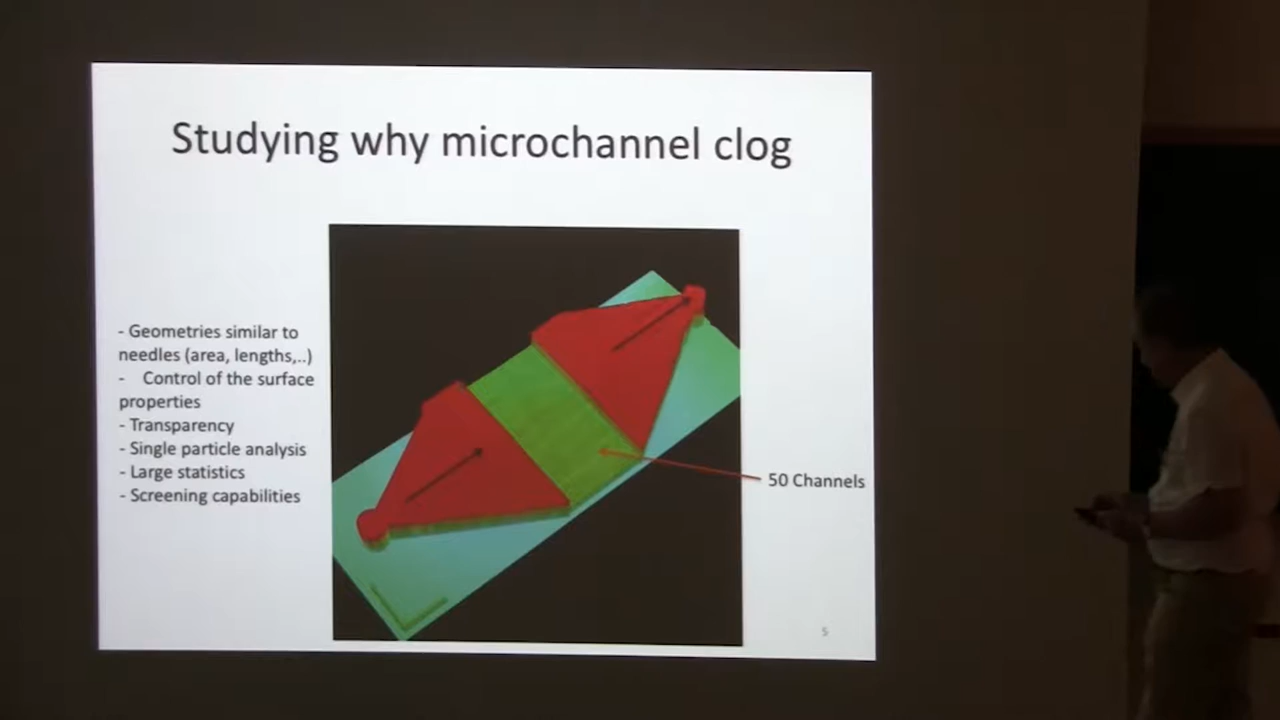 Studying why microchannel clog
- Geometries similar to
needles (area, lengths,..)
- Control of the surface
properties
- Transparency
- Single particle analysis
- Large statistics
- Screening capabilities
50 Channels
5